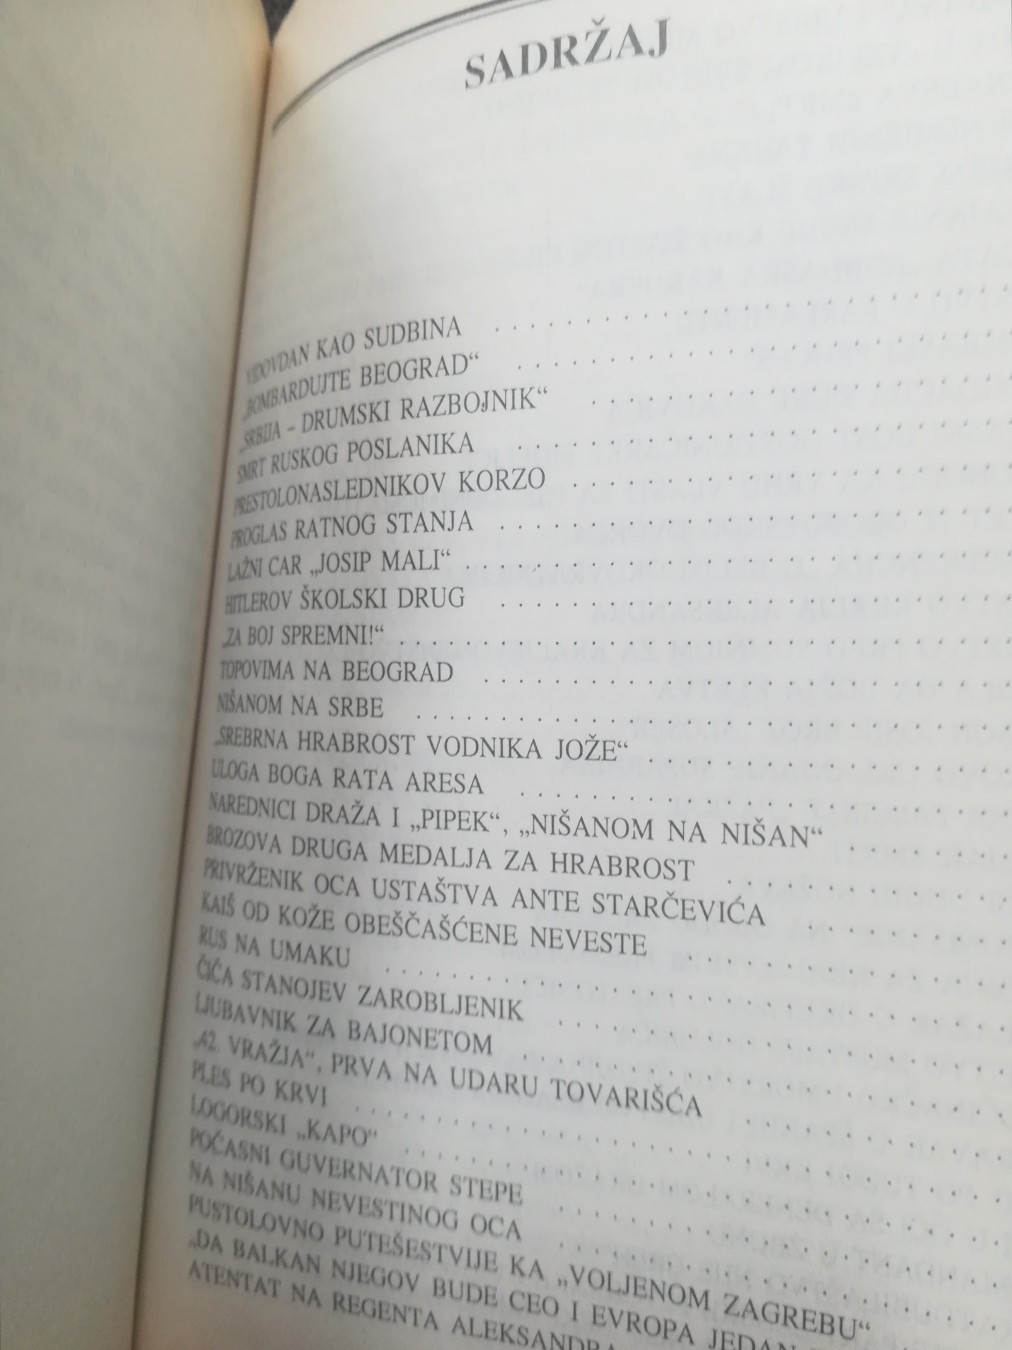 SADRŽAJ
VIDOVDAN KAO SUDBINA
„BOMBARDUJTE BEOGRAD“
„SRBIJA – DRUMSKI RAZBOJNIK“
SMRT RUSKOG POSLANIKA
PRESTOLONASLEDNIKOV KORZO
PROGLAS RATNOG STANJA
LAŽNI CAR „JOSIP MALI“
HITLEROV ŠKOLSKI DRUG
„ZA BOJ SPREMNI!“
TOPOVIMA NA BEOGRAD
NIŠANOM NA SRBE
„SREBRNA HRABROST VODNIKA JOŽE“
ULOGA BOGA RATA ARESA
NAREDNICI DRAŽA I „PIPEK“, „NIŠANOM NA NIŠAN“
BROZOVA DRUGA MEDALJA ZA HRABROST
PRIVRŽENIK OCA USTAŠTVA ANTE STARČEVIĆA
KAIŠ OD KOŽE OBEŠČAŠĆENE NEVESTE
RUS NA UMAKU
ČIČA STANOJEV ZAROBLJENIK
LJUBAVNIK ZA BAJONETOM
„42. VRAŽJA“, PRVA NA UDARU TOVARIŠĆA
PLES PO KRVI
LOGORSKI „KAPO“
POČASNI GUVERNATOR STEPE
NA NIŠANU NEVESTINOG OCA
PUSTOLOVNO PUTEŠESTVIJE KA „VOLJENOM ZAGREBU“
„DA BALKAN NJEGOV BUDE CEO I EVROPA JEDAN
ATENTAT NA REGENTA ALEKSANDRA